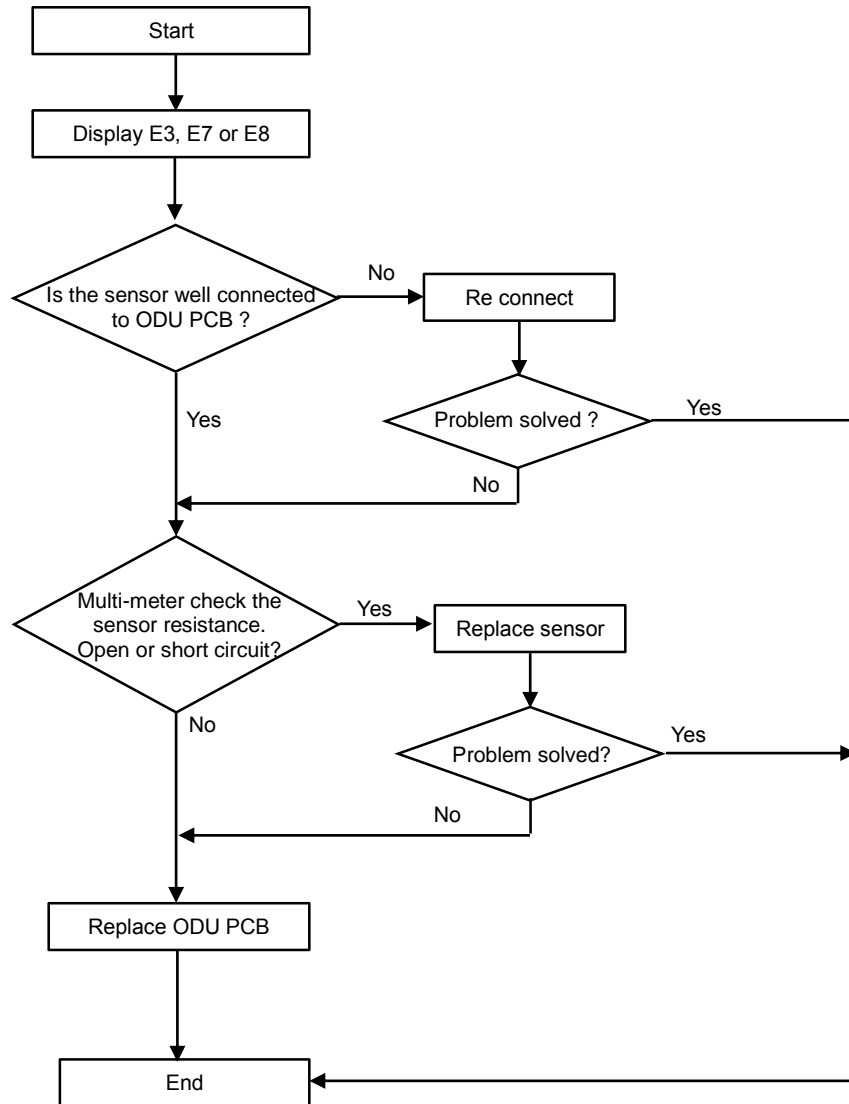 Start
Display E3, E7 or E8
Is the sensor well connected
to ODU PCB ?
No
Re connect
Yes
Problem solved ?
Yes
No
Multi-meter check the
sensor resistance.
Open or short circuit?
Yes
Replace sensor
No
Problem solved?
Yes
No
Replace ODU PCB
End